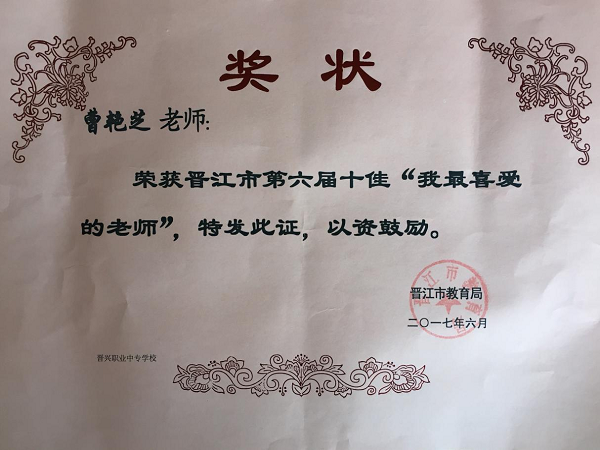 奖状
曹艳芝 老师:
荣获晋江市第六届十佳“我最喜爱
的老师”，特发此证，以资鼓励。
晋江市教育局
二〇一七年六月
晋兴职业中专学校